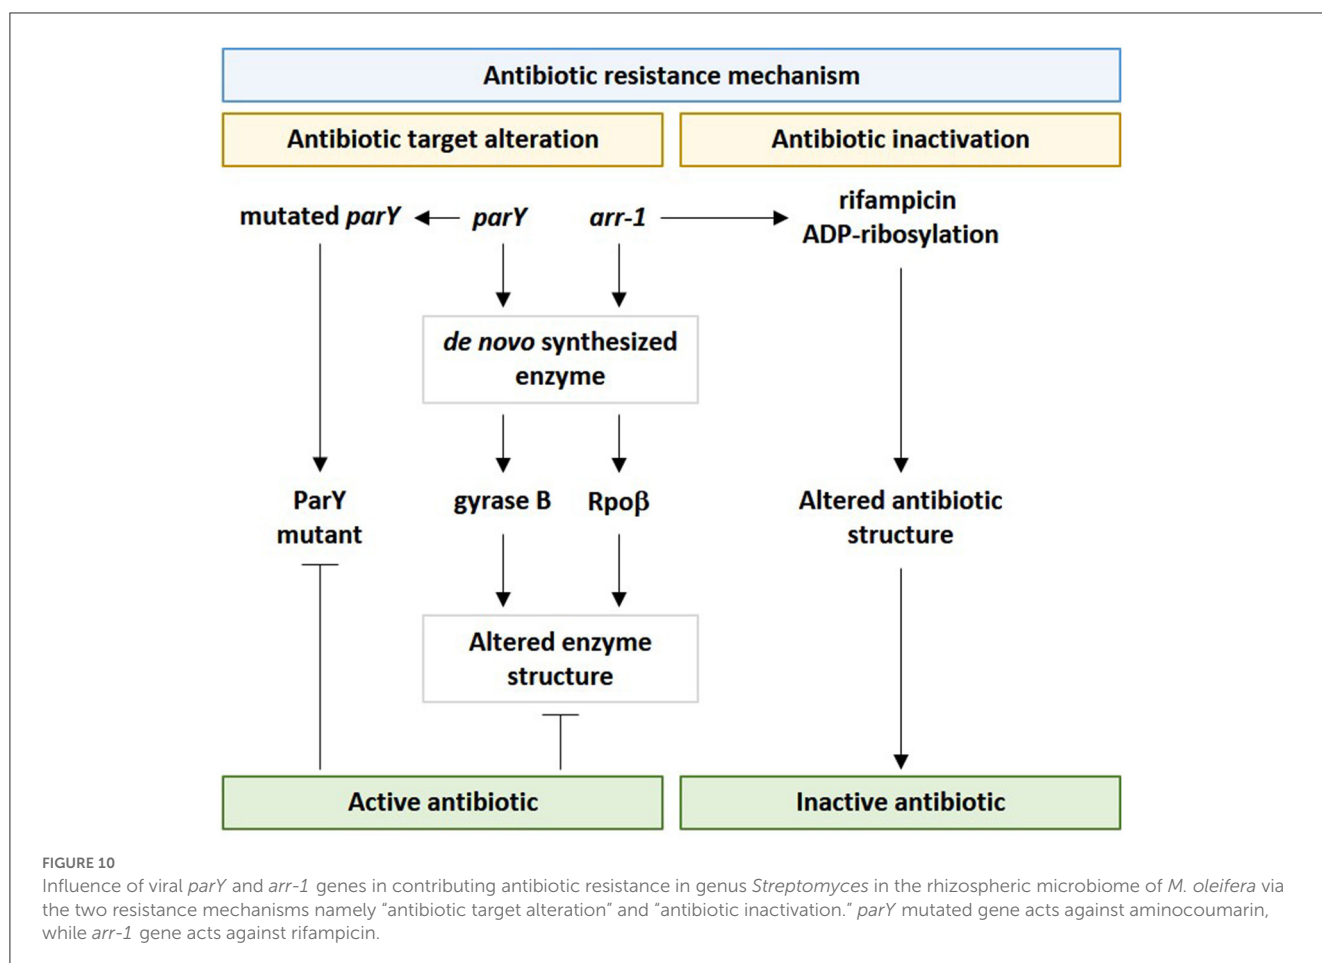 Antibiotic resistance mechanism
Antibiotic target alteration
Antibiotic inactivation
mutated parY
parY
arr-1
rifampicin
ADP-ribosylation
de novo synthesized
enzyme
ParY
mutant
gyrase B
Rpoβ
Altered antibiotic
structure
Altered enzyme
structure
Active antibiotic
Inactive antibiotic
FIGURE 10
Influence of viral parY and arr-1 genes in contributing antibiotic resistance in genus Streptomyces in the rhizospheric microbiome of M. oleifera via
the two resistance mechanisms namely "antibiotic target alteration" and "antibiotic inactivation." parY mutated gene acts against aminocoumarin,
while arr-1 gene acts against rifampicin.